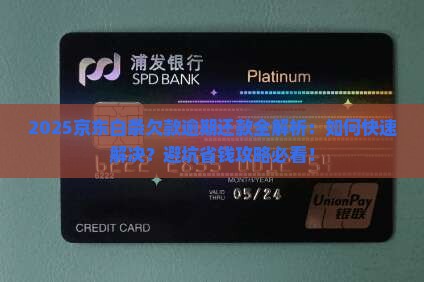 浦发银行
SPD BANK
Platinum
2025京东白条欠款逾期还款全解析：如何快速
解决？避坑省钱攻略必看！
MONTH/YEAR
VALID
THRU
05/24
CREDIT CARD
UnionPay
银联